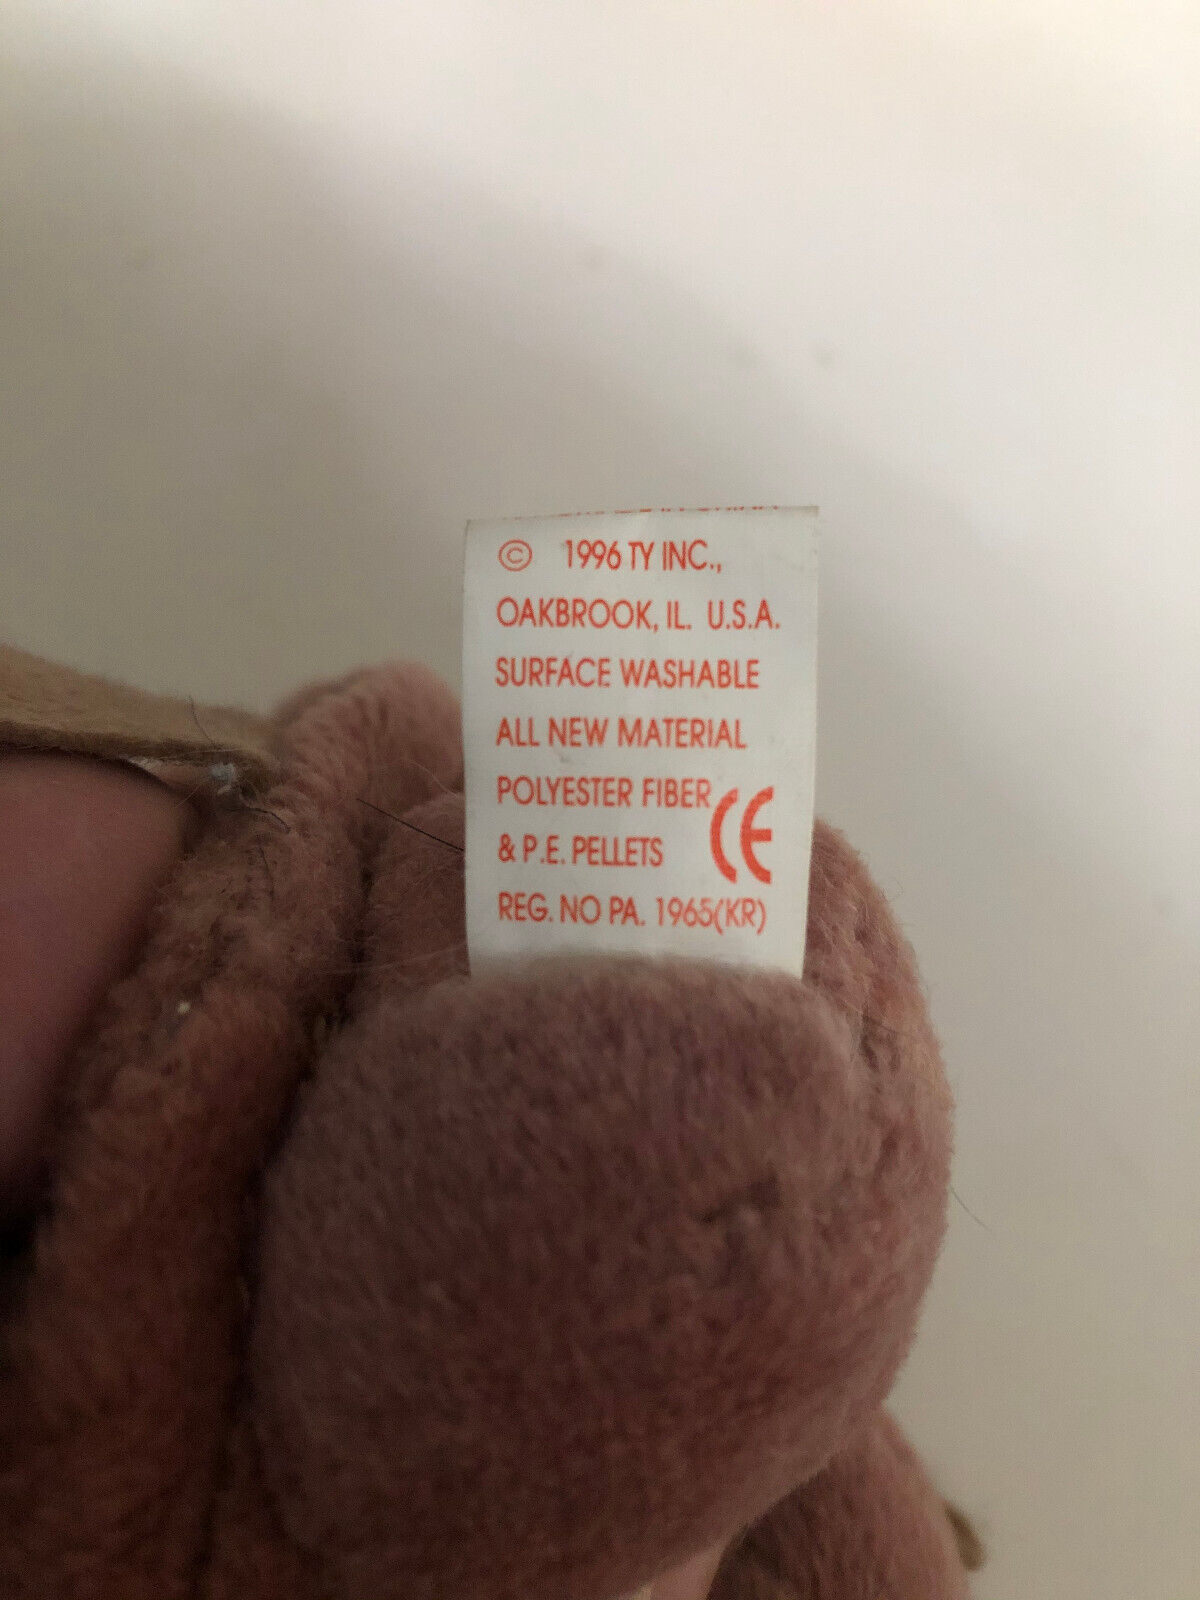 © 1996 TY INC.,
OAKBROOK, IL. U.S.A.
SURFACE WASHABLE
ALL NEW MATERIAL
POLYESTER FIBER
& P.E. PELLETS CE
REG. NO PA. 1965(KR)